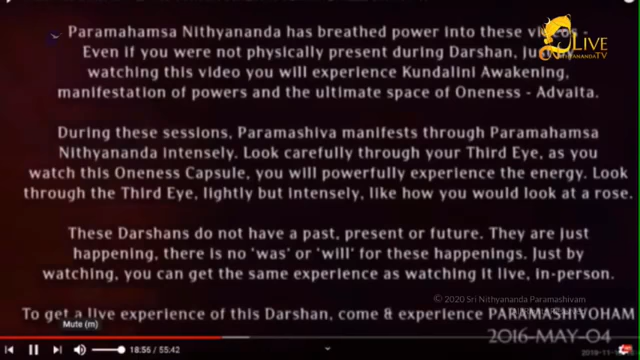 Paramahamsa Nithyananda has breathed power into these
Even if you were not physically present during Darshan,
watching this video you will experience Kundalini Awakening,
manifestation of powers and the ultimate space of Oneness - Advaita.
During these sessions, Paramashiva manifests through Paramahamsa
Nithyananda intensely. Look carefully through your Third Eye, as you
watch this Oneness Capsule, you will powerfully experience the energy. Look
through the Third Eye, lightly but intensely, like how you would look at a rose.
These Darshans do not have a past, present or future. They are just
happening, there is no 'was' or 'will' for these happenings. Just by
watching, you can get the same experience as watching it live, in-person.
© 2020 Sri Nithyananda Paramashivam
To get a live experience of this Darshan, come & experience PARAMASHIVOHAM
Mute (m)
2016-MAY-04
18:56 / 55:42
LIVE
NITHYANANDATV